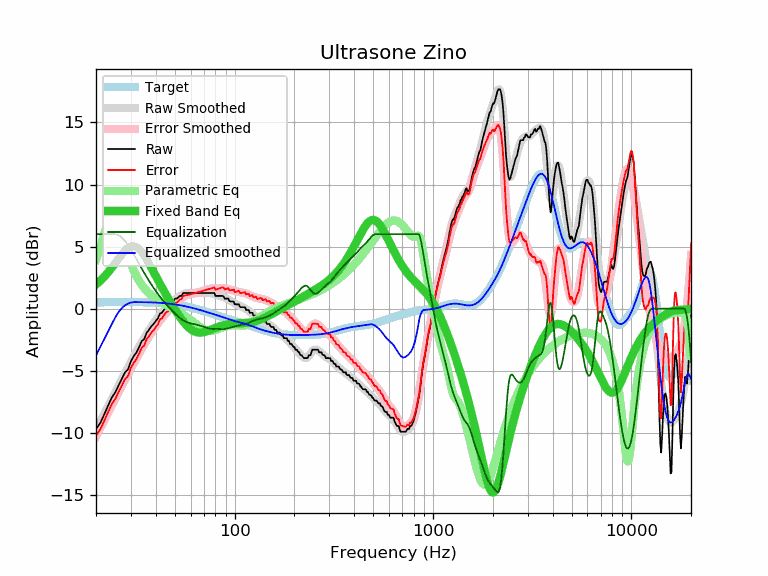 Ultrasone Zino
Target
Raw Smoothed
Error Smoothed
Raw
Error
Parametric Eq
Fixed Band Eq
Equalization
Equalized smoothed
15
10
5
0
−5
−10
−15
Amplitude (dBr)
100
1000
10000
Frequency (Hz)